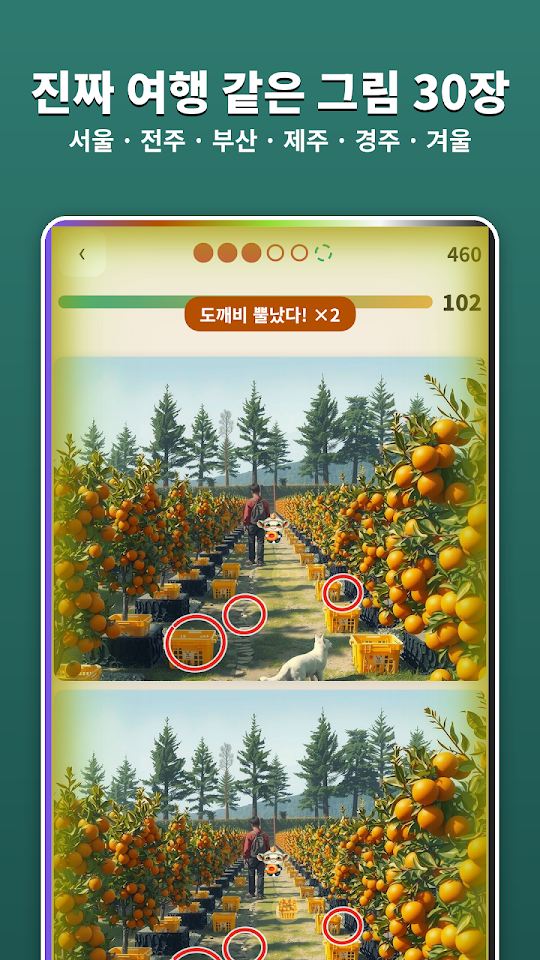 진짜 여행 같은 그림 30장
서울 · 전주 · 부산 · 제주 · 경주 · 겨울
460
102
도깨비 뿔났다! ×2